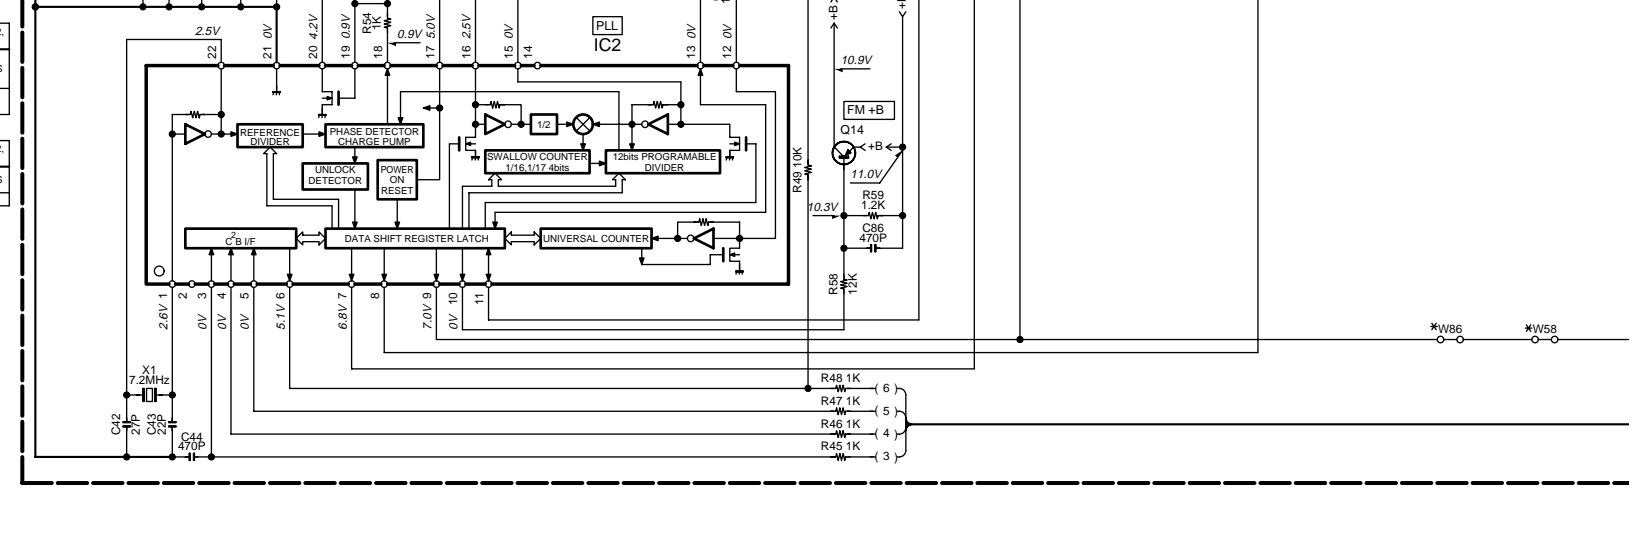 2.5V
22
21 0V
20 4.2V
19 0.9V
R54
1K
18
0.9V
17 5.0V
16 2.5V
15 0V
14
PLL
IC2
13 0V
12 0V
+B
10.9V
FM +B
Q14
+B
11.0V
R59
1.2K
10.3V
C86
470P
R58
12K
R49 10K
REFERENCE
DIVIDER
PHASE DETECTOR
CHARGE PUMP
1/2
UNLOCK
DETECTOR
POWER
ON
RESET
SWALLOW COUNTER
1/16,1/17 4bits
12bits PROGRAMABLE
DIVIDER
C2B I/F
DATA SHIFT REGISTER LATCH
UNIVERSAL COUNTER
2.6V 1
2
0V 3
0V 4
0V 5
5.1V 6
6.8V 7
8
7.0V 9
0V 10
11
*W86
*W58
X1
7.2MHz
C42
27P
C43
22P
C44
470P
R48 1K (6)
R47 1K (5)
R46 1K (4)
R45 1K (3)